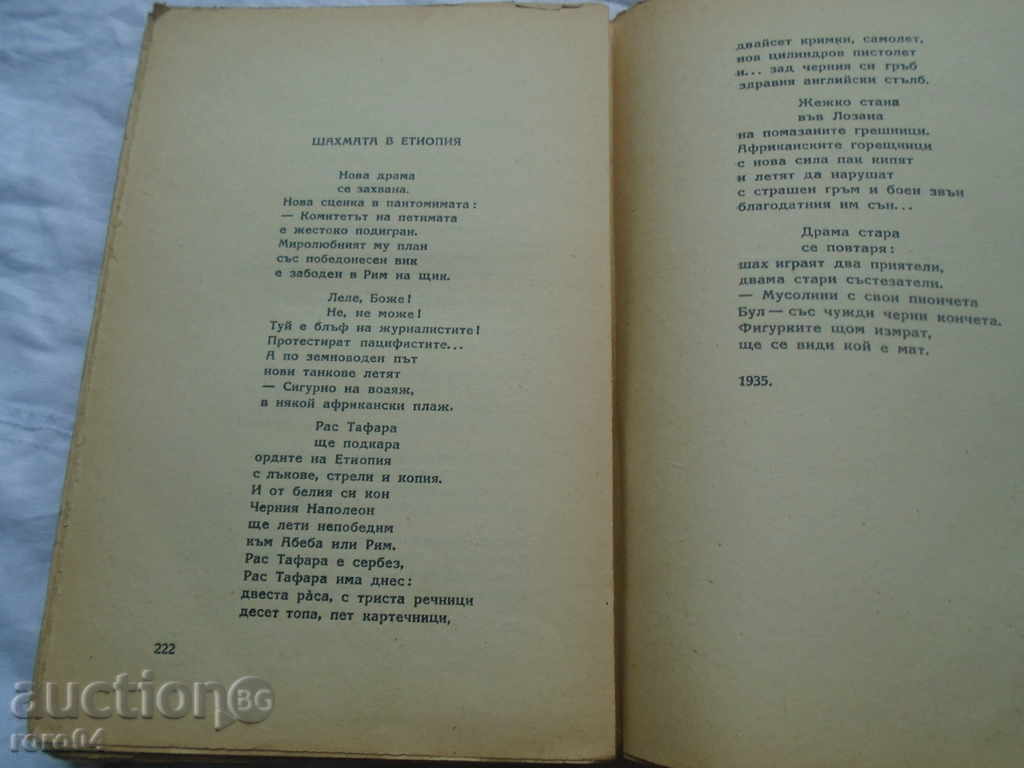 ШАХМАТА В ЕТИОПИЯ
Нова драма
се захвана.
Нова сценка в пантомимата:
— Комитетът на петимата
е жестоко подигран.
Миролюбният му план
със победонесен вик
е забоден в Рим на щик.
Леле, Боже!
Не, не може!
Туй е блъф на журналистите!
Протестират пацифистите...
А по земноводен път
нови танкове летят
— Сигурно на вояж,
в някой африкански плаж.
Рас Тафара
ще подкара
ордите на Етиопия
с лъкове, стрели и копия.
И от белия си кон
Черния Наполеон
ще лети непобедим
към Абеба или Рим.
Рас Тафара е сербез,
Рас Тафара има днес:
двеста ра̀са, с триста речници
десет топа, пет картечници,
222
двайсет кримки, самолет,
нов цилиндров пистолет
и... зад черния си гръб
здравия английски стълб.
Жежко стана
във Лозана
на помазаните грешници.
Африканските горещници
с нова сила пак кипят
и летят да нарушат
с страшен гръм и боен звън
благодатния им сън...
Драма стара
се повтаря:
шах играят два приятели,
двама стари състезатели.
— Мусолини с свои пиончета
Бул — със чужди черни кончета.
Фигурките щом измрат,
ще се види кой е мат.
1935.
auctionBG
roro04